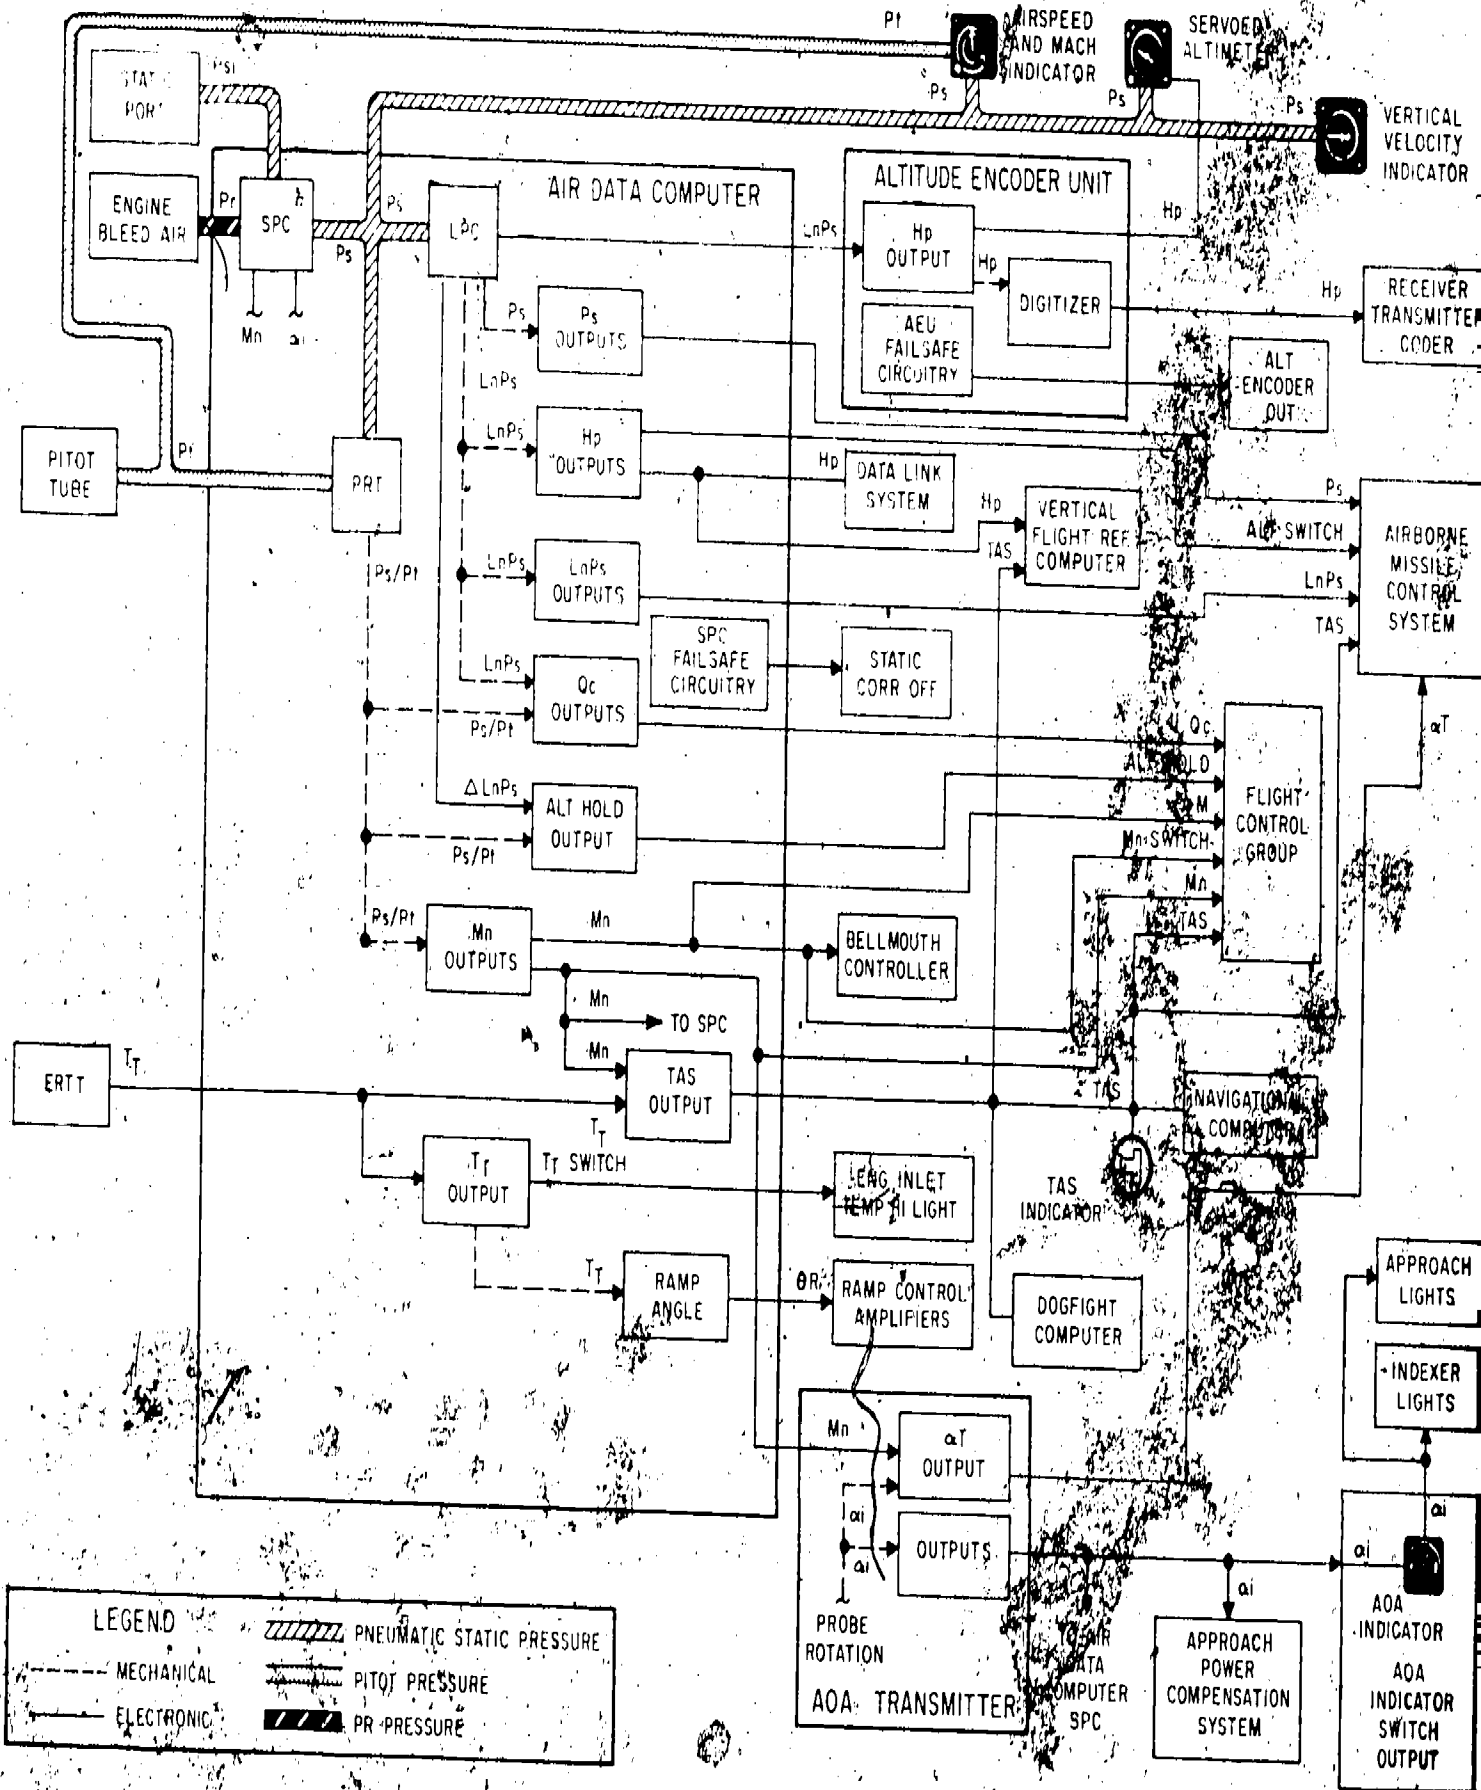 Pt
AIRSPEED
AND MACH
INDICATOR
SERVOED
ALTIMETER
Psi
STATIC
PORT
Ps
Ps
Ps
VERTICAL
VELOCITY
INDICATOR
ENGINE
BLEED AIR
Pr
SPC
Ps
Ps
LPC
AIR DATA COMPUTER
ALTITUDE ENCODER UNIT
LnPs
Hp
OUTPUT
Hp
Hp
DIGITIZER
Hp
RECEIVER
TRANSMITTER
CODER
Mn
αi
Ps
Ps
OUTPUTS
AEU
FAILSAFE
CIRCUITRY
ALT
ENCODER
OUT
LnPs
LnPs
Hp
OUTPUTS
Hp
DATA LINK
SYSTEM
PITOT
TUBE
Pt
PRT
Hp
TAS
VERTICAL
FLIGHT REF
COMPUTER
Ps
ALT SWITCH
LnPs
TAS
AIRBORNE
MISSILE
CONTROL
SYSTEM
Ps/Pt
LnPs
LnPs
OUTPUTS
SPC
FAILSAFE
CIRCUITRY
STATIC
CORR OFF
LnPs
Ps/Pt
Qc
OUTPUTS
Qc
ALT HOLD
M
Mn SWITCH
Mn
TAS
FLIGHT
CONTROL
GROUP
αT
Δ LnPs
Ps/Pt
ALT HOLD
OUTPUT
Ps/Pt
Mn
OUTPUTS
Mn
BELLMOUTH
CONTROLLER
Mn
TO SPC
Mn
ERTT
TT
TAS
OUTPUT
TT
TAS
NAVIGATIONAL
COMPUTER
TT
OUTPUT
TT SWITCH
L ENG INLET
TEMP HI LIGHT
TAS
INDICATOR
TT
RAMP
ANGLE
θR
RAMP CONTROL
AMPLIFIERS
DOGFIGHT
COMPUTER
APPROACH
LIGHTS
INDEXER
LIGHTS
Mn
αT
OUTPUT
αi
αi
OUTPUTS
PROBE
ROTATION
AOA TRANSMITTER
TO AIR
DATA
COMPUTER
SPC
αi
APPROACH
POWER
COMPENSATION
SYSTEM
αi
αi
AOA
INDICATOR
AOA
INDICATOR
SWITCH
OUTPUT
LEGEND
MECHANICAL
ELECTRONIC
PNEUMATIC STATIC PRESSURE
PITOT PRESSURE
PR PRESSURE